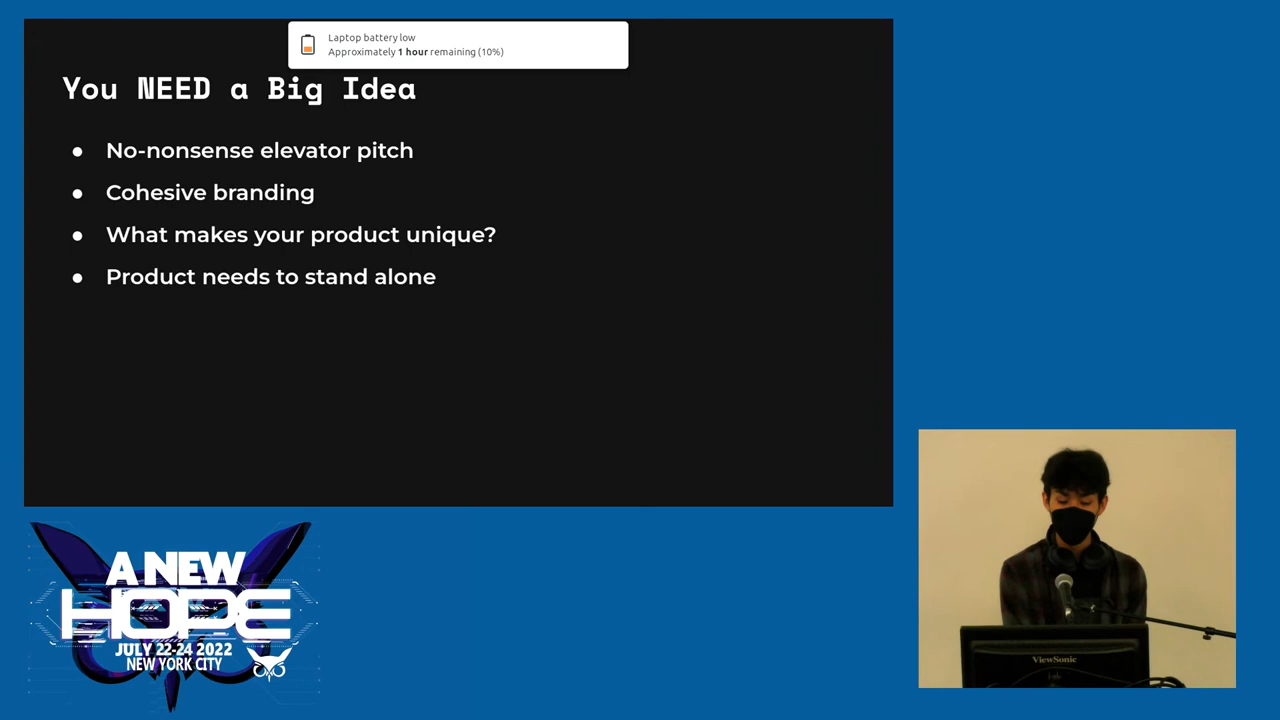 Laptop battery low
Approximately 1 hour remaining (10%)
You NEED a Big Idea
● No-nonsense elevator pitch
● Cohesive branding
● What makes your product unique?
● Product needs to stand alone
A NEW
HOPE
JULY 22-24 2022
NEW YORK CITY
ViewSonic